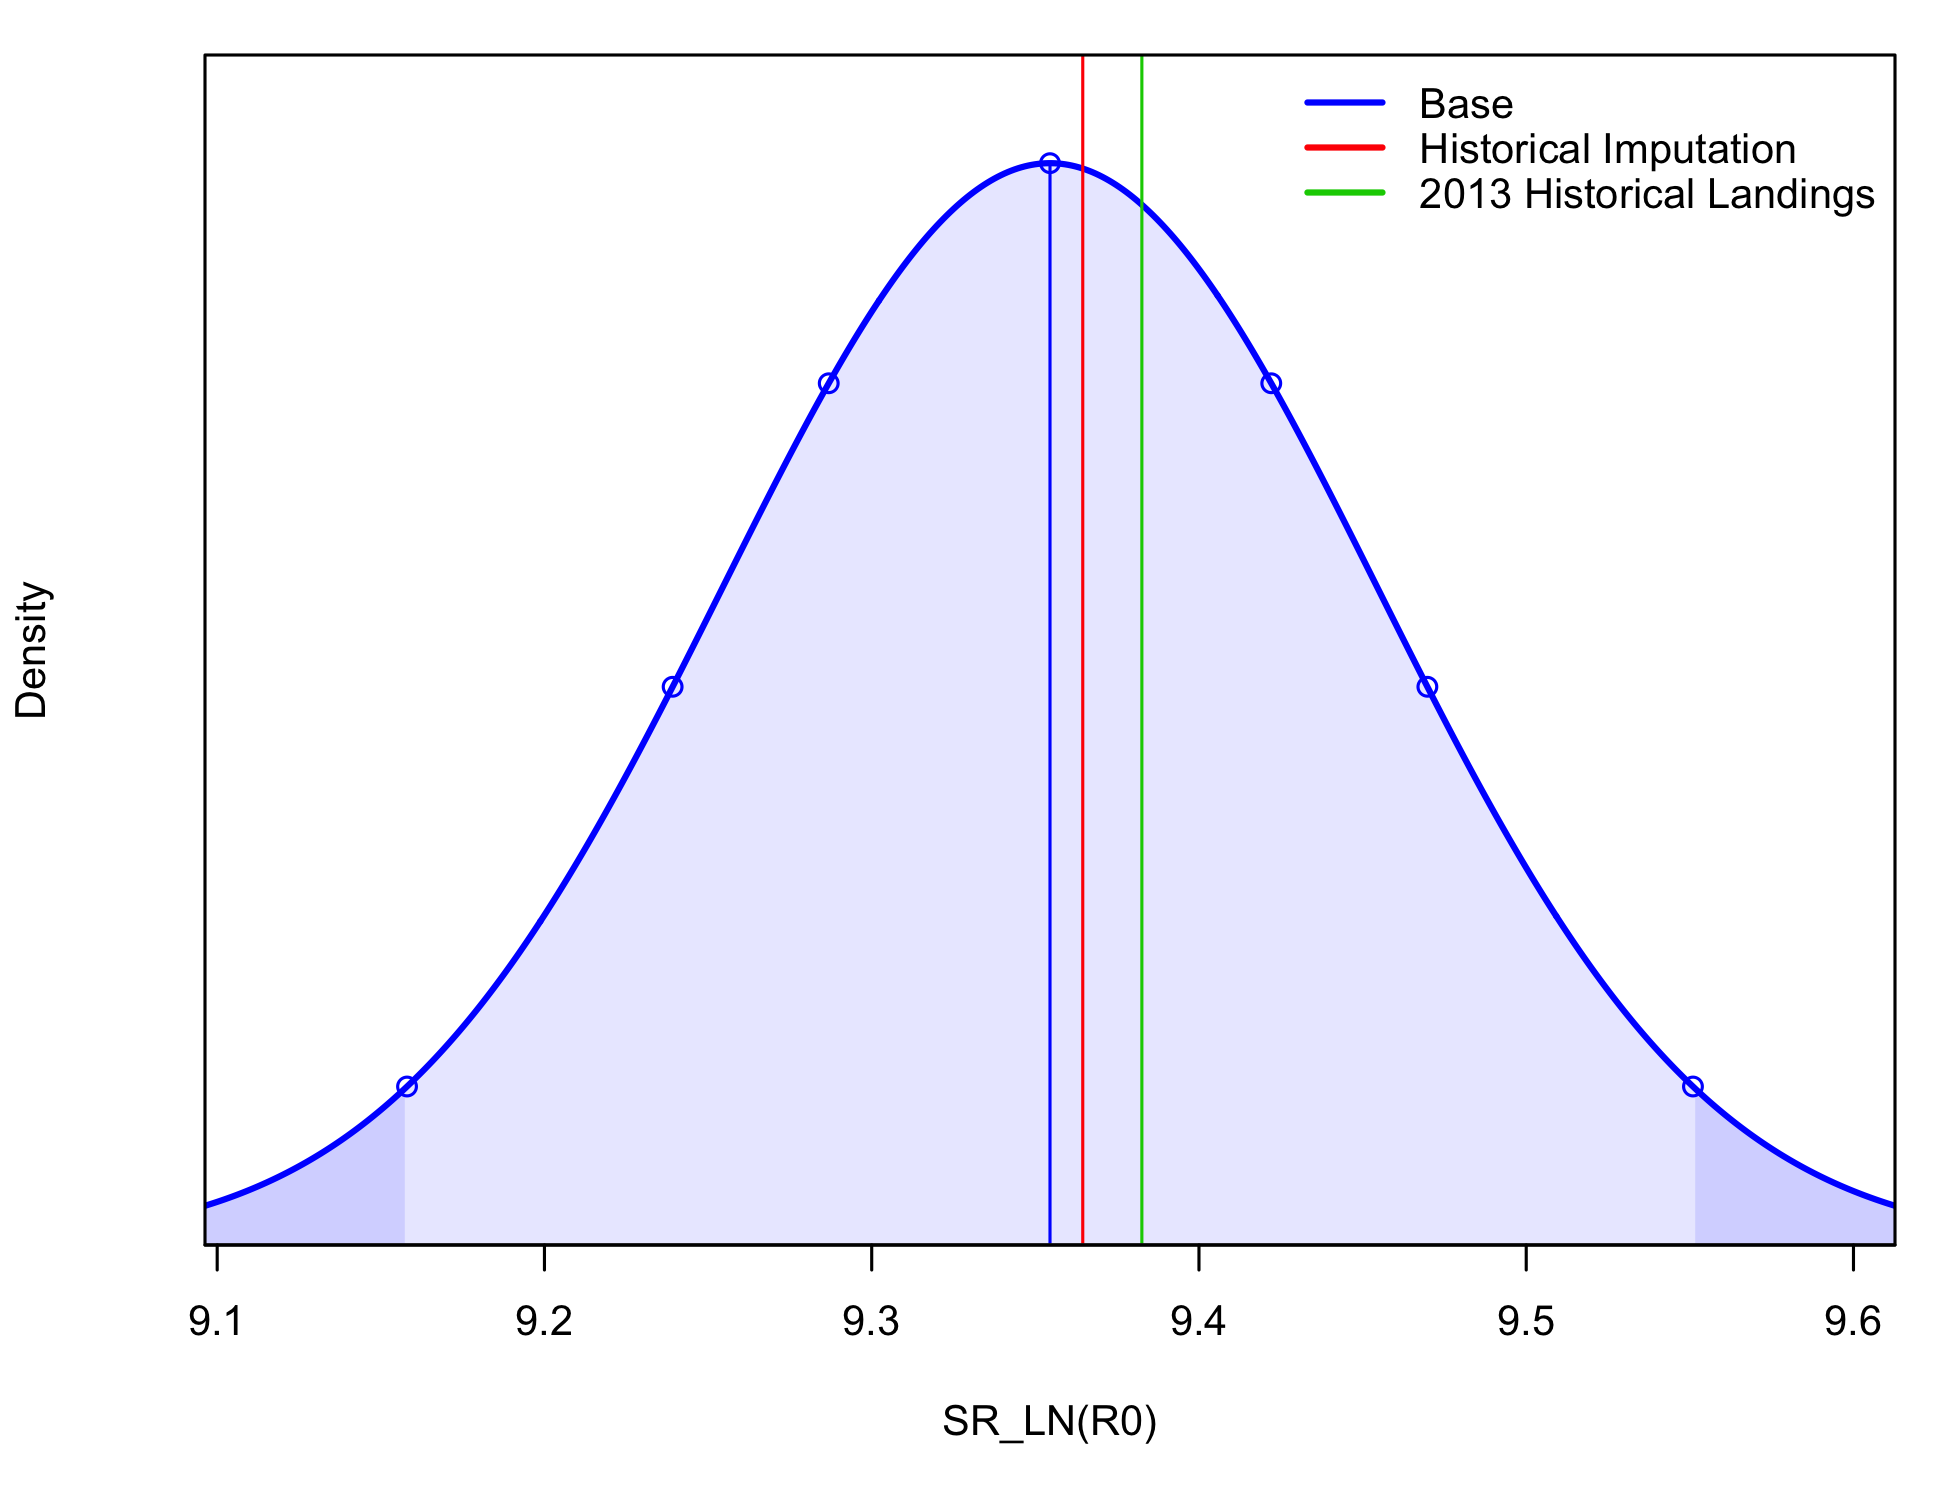 Base
Historical Imputation
2013 Historical Landings
Density
9.1 9.2 9.3 9.4 9.5 9.6
SR_LN(R0)